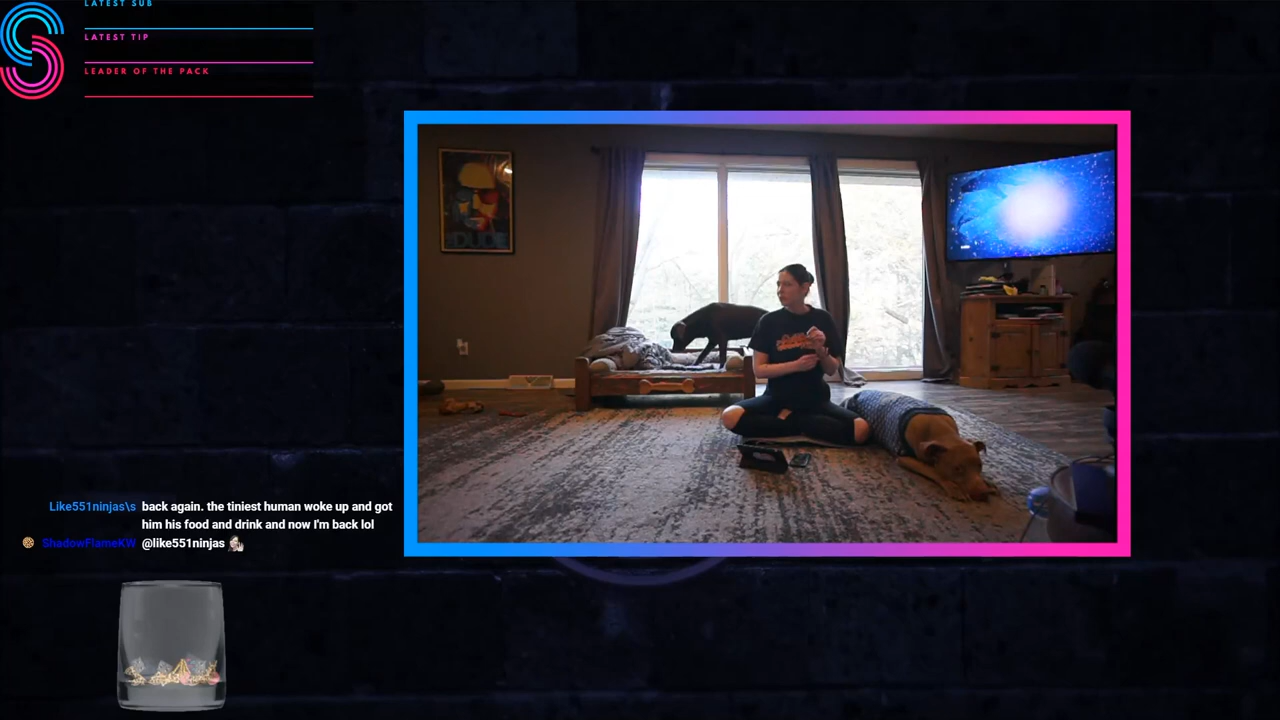 LATEST SUB
LATEST TIP
LEADER OF THE PACK
DUDE
Like551ninjas\s back again. the tiniest human woke up and got
him his food and drink and now I'm back lol
ShadowFlameKW @like551ninjas